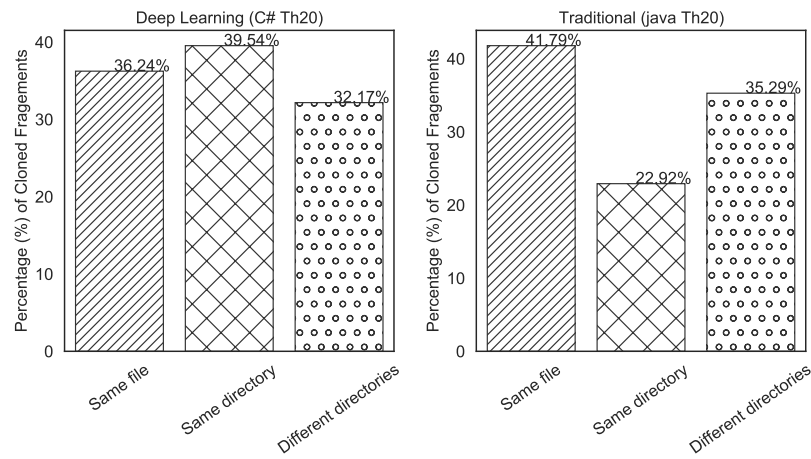 Deep Learning (C# Th20)
Percentage (%) of Cloned Fragements
40
30
20
10
0
36.24%
39.54%
32.17%
Same file
Same directory
Different directories
Traditional (java Th20)
Percentage (%) of Cloned Fragements
40
30
20
10
0
41.79%
22.92%
35.29%
Same file
Same directory
Different directories